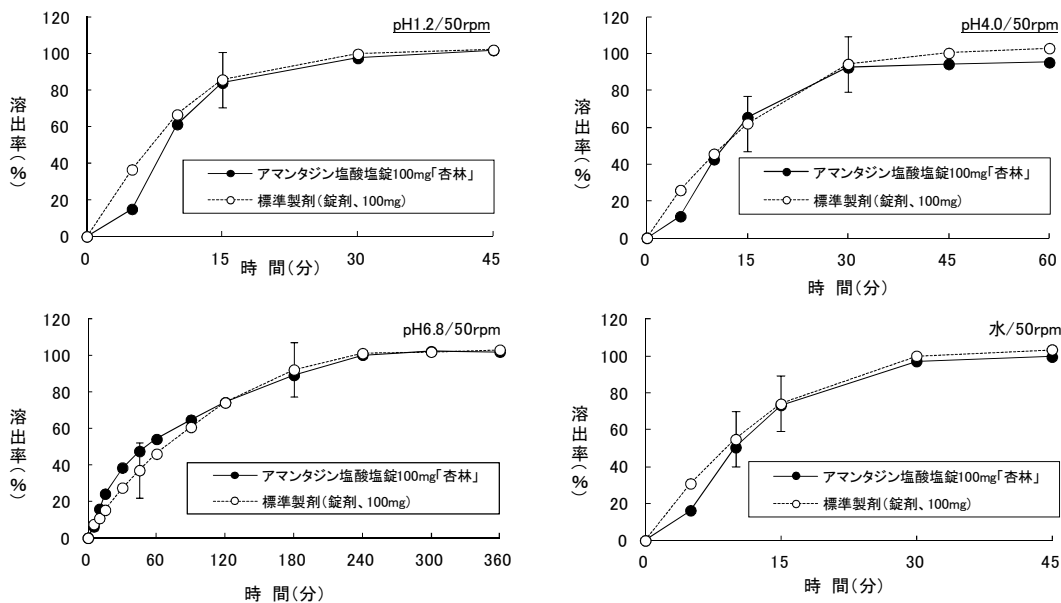 pH1.2/50rpm
120
100
80
60
40
20
0
溶出率(%)
アマンタジン塩酸塩錠100mg「杏林」
標準製剤(錠剤、100mg)
0 15 30 45
時 間(分)
pH4.0/50rpm
120
100
80
60
40
20
0
溶出率(%)
アマンタジン塩酸塩錠100mg「杏林」
標準製剤(錠剤、100mg)
0 15 30 45 60
時 間(分)
pH6.8/50rpm
120
100
80
60
40
20
0
溶出率(%)
アマンタジン塩酸塩錠100mg「杏林」
標準製剤(錠剤、100mg)
0 60 120 180 240 300 360
時 間(分)
水/50rpm
120
100
80
60
40
20
0
溶出率(%)
アマンタジン塩酸塩錠100mg「杏林」
標準製剤(錠剤、100mg)
0 15 30 45
時 間(分)